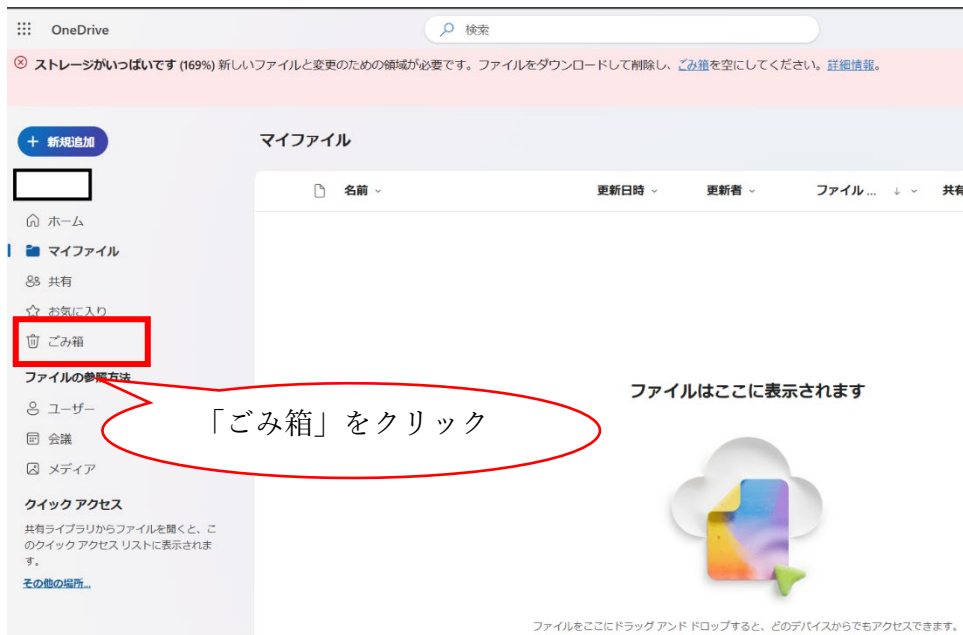 OneDrive
検索
ストレージがいっぱいです (169%) 新しいファイルと変更のための領域が必要です。ファイルをダウンロードして削除し、ごみ箱を空にしてください。詳細情報。
+ 新規追加
マイファイル
名前 更新日時 更新者 ファイル ... ↓ 共有
ホーム
マイファイル
共有
お気に入り
ごみ箱
ファイルの参照方法
ユーザー
会議
メディア
「ごみ箱」をクリック
クイック アクセス
共有ライブラリからファイルを開くと、こ
のクイック アクセス リストに表示されま
す。
その他の場所...
ファイルはここに表示されます
ファイルをここにドラッグ アンド ドロップすると、どのデバイスからでもアクセスできます。